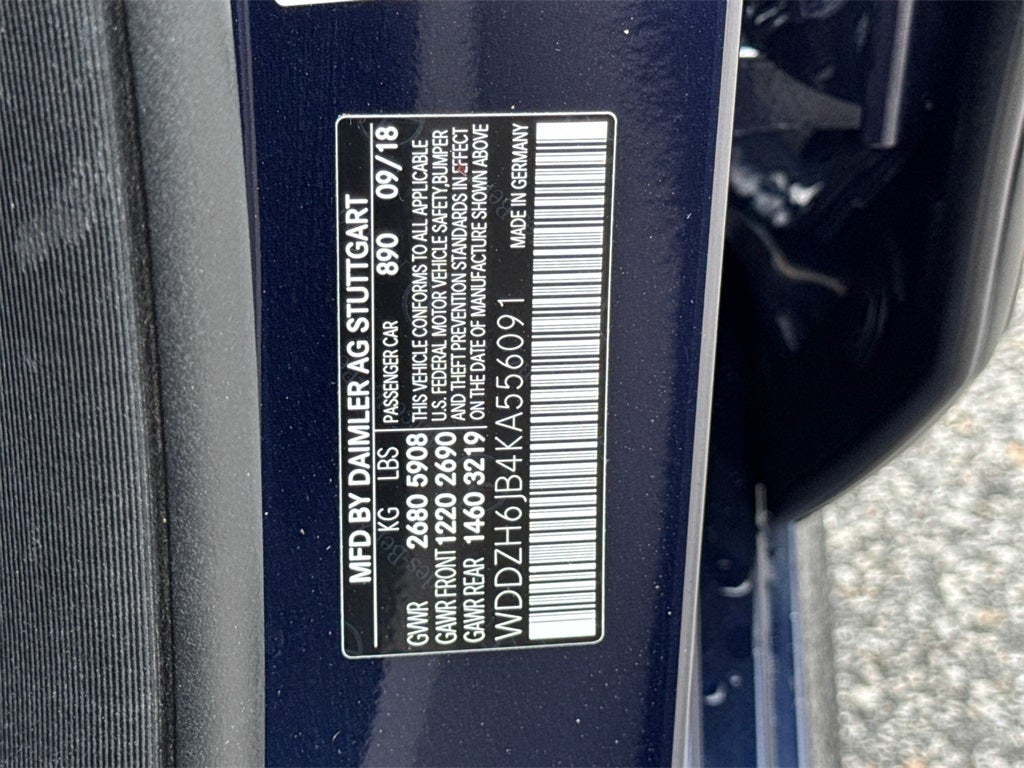 MFD BY DAIMLER AG STUTTGART
KG LBS PASSENGER CAR 890 09/18
GVWR 2680 5908 THIS VEHICLE CONFORMS TO ALL APPLICABLE
GAWR FRONT 1220 2690 U.S. FEDERAL MOTOR VEHICLE SAFETY,BUMPER
GAWR REAR 1460 3219 AND THEFT PREVENTION STANDARDS IN EFFECT
ON THE DATE OF MANUFACTURE SHOWN ABOVE
WDDZH6JB4KA556091 MADE IN GERMANY